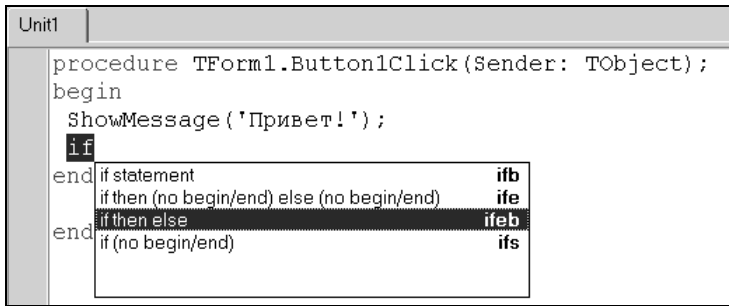 Unit1
procedure TForm1.Button1Click(Sender: TObject);
begin
ShowMessage('Привет!');
if
end
if statement ifb
if then (no begin/end) else (no begin/end) ife
if then else ifeb
if (no begin/end) ifs
end